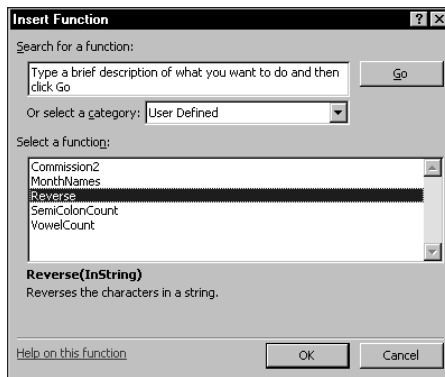 Insert Function
Search for a function:
Type a brief description of what you want to do and then
click Go
Go
Or select a category: User Defined
Select a function:
Commission2
MonthNames
Reverse
SemiColonCount
VowelCount
Reverse(InString)
Reverses the characters in a string.
Help on this function
OK
Cancel